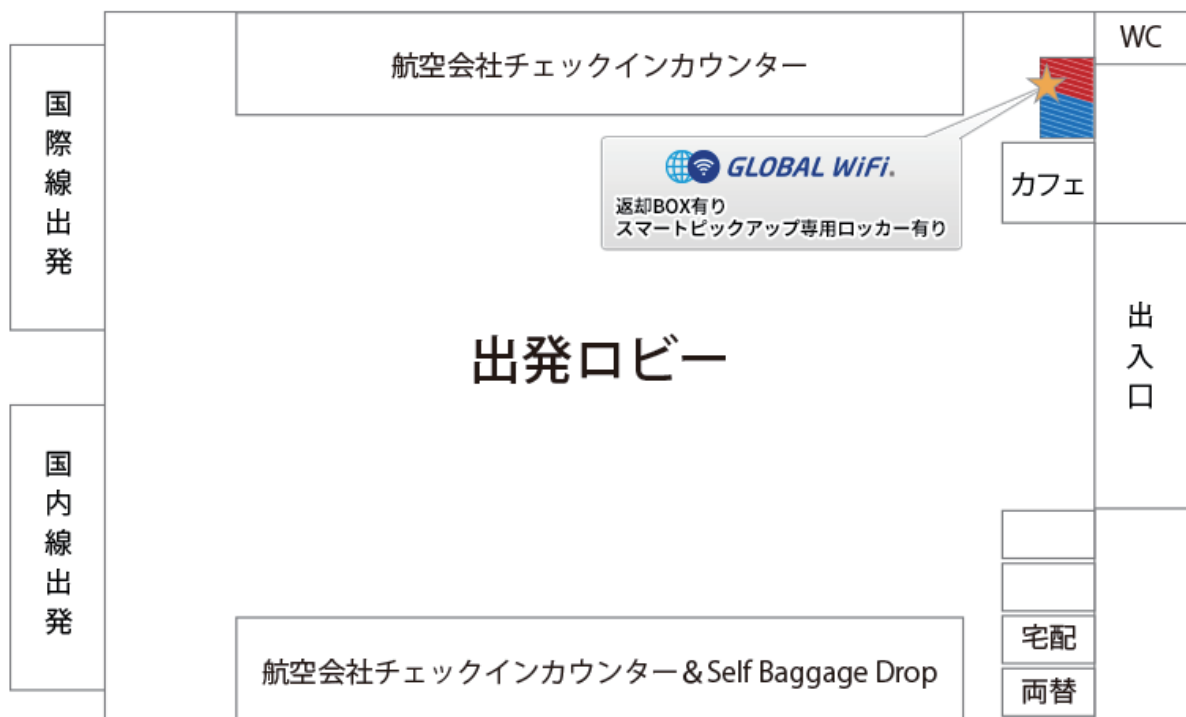 WC
航空会社チェックインカウンター
国際線出発
GLOBAL WiFi.
返却BOX有り
スマートピックアップ専用ロッカー有り
カフェ
出発ロビー
出入口
国内線出発
宅配
航空会社チェックインカウンター&Self Baggage Drop
両替